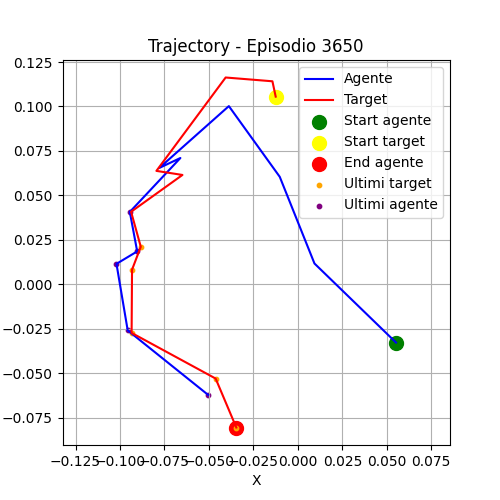 Trajectory - Episodio 3650
Agente
Target
Start agente
Start target
End agente
Ultimi target
Ultimi agente
0.125
0.100
0.075
0.050
0.025
0.000
−0.025
−0.050
−0.075
−0.125 −0.100 −0.075 −0.050 −0.025 0.000 0.025 0.050 0.075
X